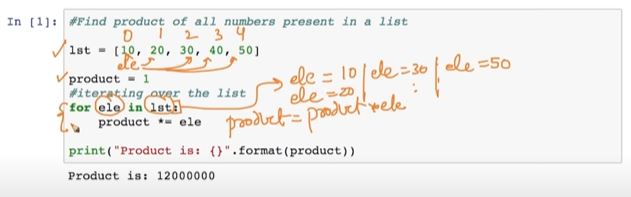 In [1]: #Find product of all numbers present in a list
0 1 2 3 4
lst = [10, 20, 30, 40, 50]
ele
product = 1
ele = 10 | ele = 30 | ele = 50
#iterating over the list
ele = 20 :
for ele in lst:
product = product * ele
product *= ele
print("Product is: {}".format(product))
Product is: 12000000